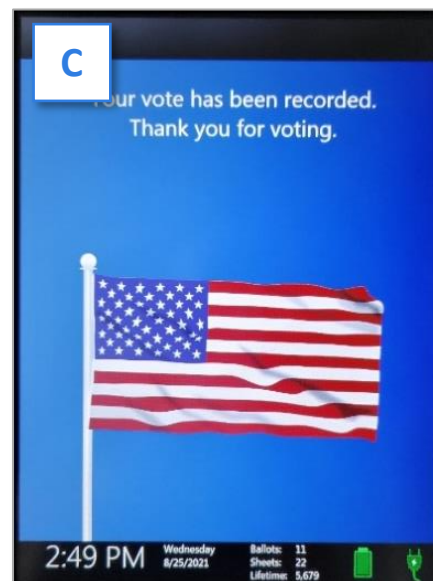 C
our vote has been recorded.
Thank you for voting.
2:49 PM
Wednesday
8/25/2021
Ballots: 11
Sheets: 22
Lifetime: 5,679